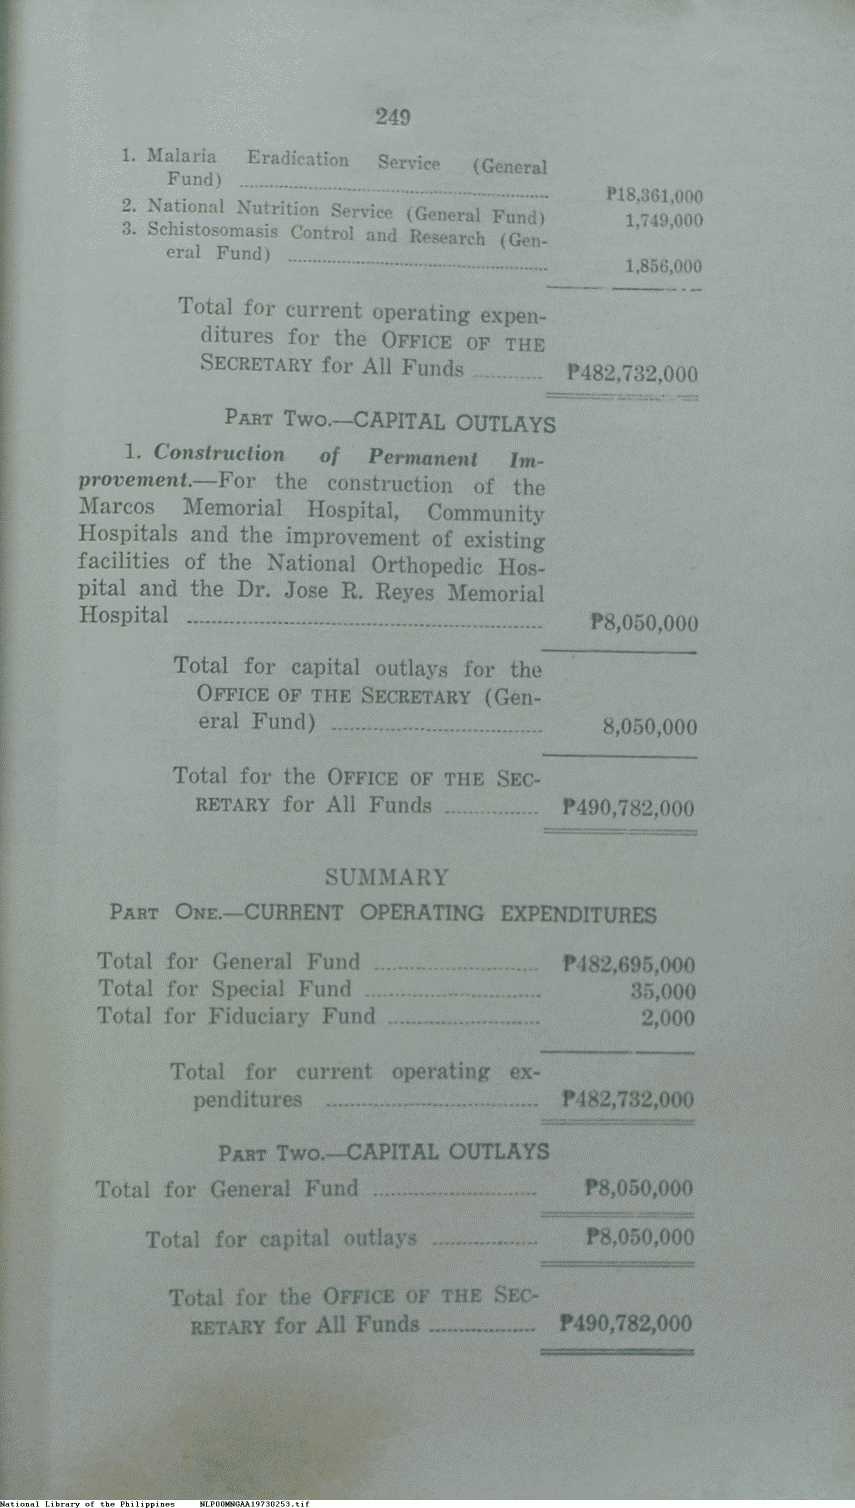 249
1. Malaria Eradication Service (General
Fund) ₱18,361,000
2. National Nutrition Service (General Fund) 1,749,000
3. Schistosomasis Control and Research (Gen-
eral Fund) 1,856,000
Total for current operating expen-
ditures for the OFFICE OF THE
SECRETARY for All Funds ₱482,732,000
PART TWO.—CAPITAL OUTLAYS
1. Construction of Permanent Im-
provement.—For the construction of the
Marcos Memorial Hospital, Community
Hospitals and the improvement of existing
facilities of the National Orthopedic Hos-
pital and the Dr. Jose R. Reyes Memorial
Hospital ₱8,050,000
Total for capital outlays for the
OFFICE OF THE SECRETARY (Gen-
eral Fund) 8,050,000
Total for the OFFICE OF THE SEC-
RETARY for All Funds ₱490,782,000
SUMMARY
PART ONE.—CURRENT OPERATING EXPENDITURES
Total for General Fund ₱482,695,000
Total for Special Fund 35,000
Total for Fiduciary Fund 2,000
Total for current operating ex-
penditures ₱482,732,000
PART TWO.—CAPITAL OUTLAYS
Total for General Fund ₱8,050,000
Total for capital outlays ₱8,050,000
Total for the OFFICE OF THE SEC-
RETARY for All Funds ₱490,782,000
National Library of the Philippines NLP00MNGAA19730253.tif